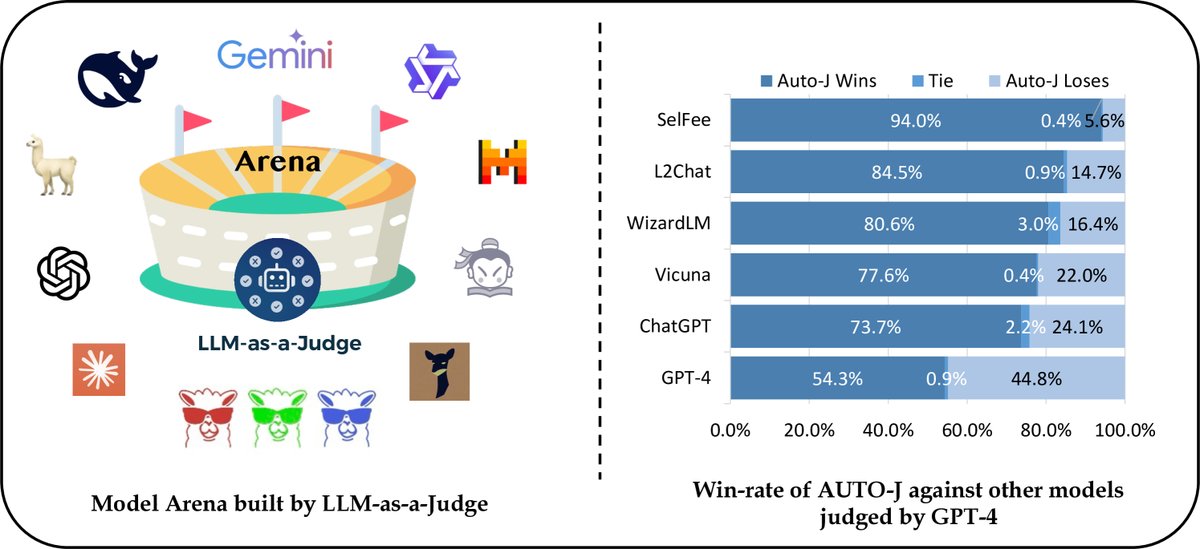 Gemini
Arena
LLM-as-a-Judge
Model Arena built by LLM-as-a-Judge
Auto-J Wins Tie Auto-J Loses
SelFee 94.0% 0.4% 5.6%
L2Chat 84.5% 0.9% 14.7%
WizardLM 80.6% 3.0% 16.4%
Vicuna 77.6% 0.4% 22.0%
ChatGPT 73.7% 2.2% 24.1%
GPT-4 54.3% 0.9% 44.8%
0.0% 20.0% 40.0% 60.0% 80.0% 100.0%
Win-rate of AUTO-J against other models
judged by GPT-4